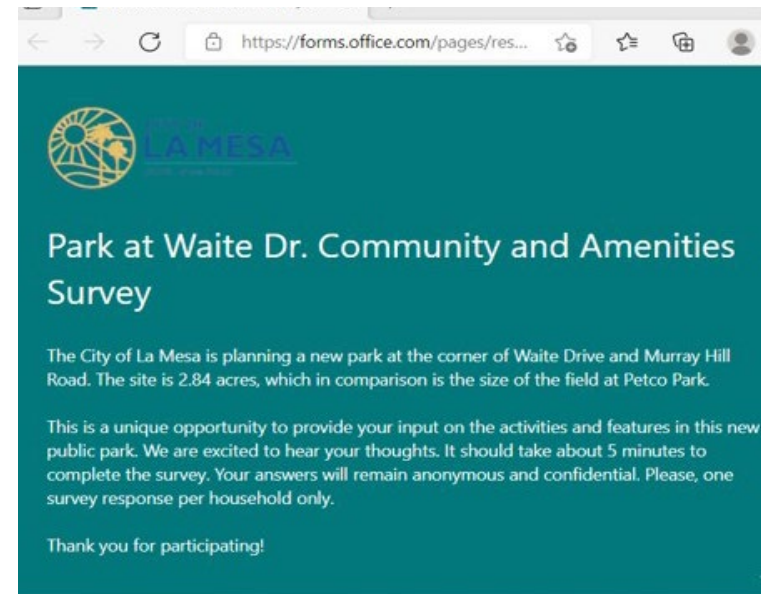 https://forms.office.com/pages/res...
LA MESA
Park at Waite Dr. Community and Amenities
Survey
The City of La Mesa is planning a new park at the corner of Waite Drive and Murray Hill
Road. The site is 2.84 acres, which in comparison is the size of the field at Petco Park.
This is a unique opportunity to provide your input on the activities and features in this new
public park. We are excited to hear your thoughts. It should take about 5 minutes to
complete the survey. Your answers will remain anonymous and confidential. Please, one
survey response per household only.
Thank you for participating!